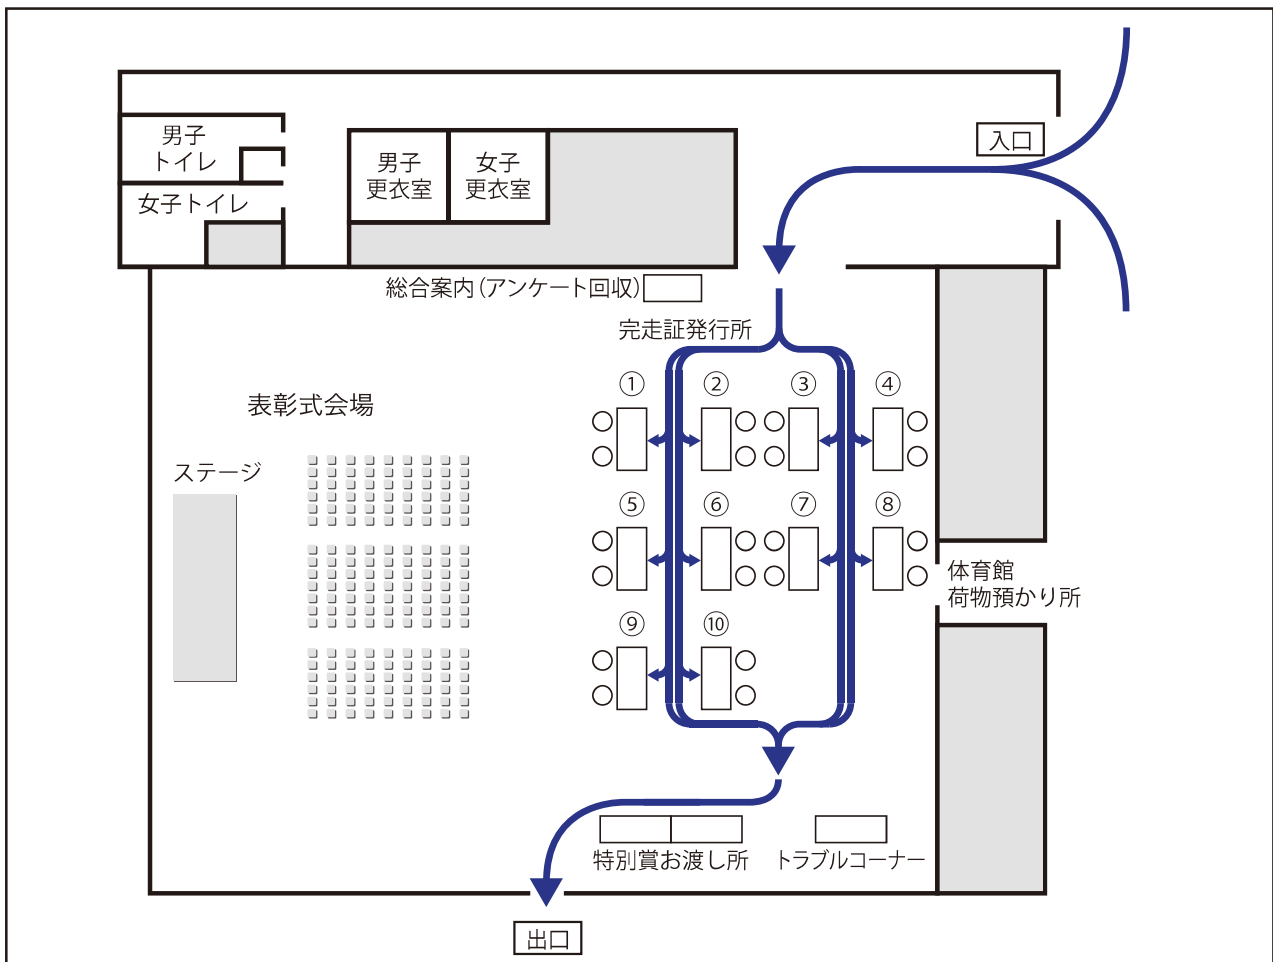 入口
男子
トイレ
女子トイレ
男子
更衣室
女子
更衣室
総合案内(アンケート回収)
完走証発行所
① ② ③ ④
表彰式会場
ステージ
⑤ ⑥ ⑦ ⑧
体育館
荷物預かり所
⑨ ⑩
特別賞お渡し所
トラブルコーナー
出口